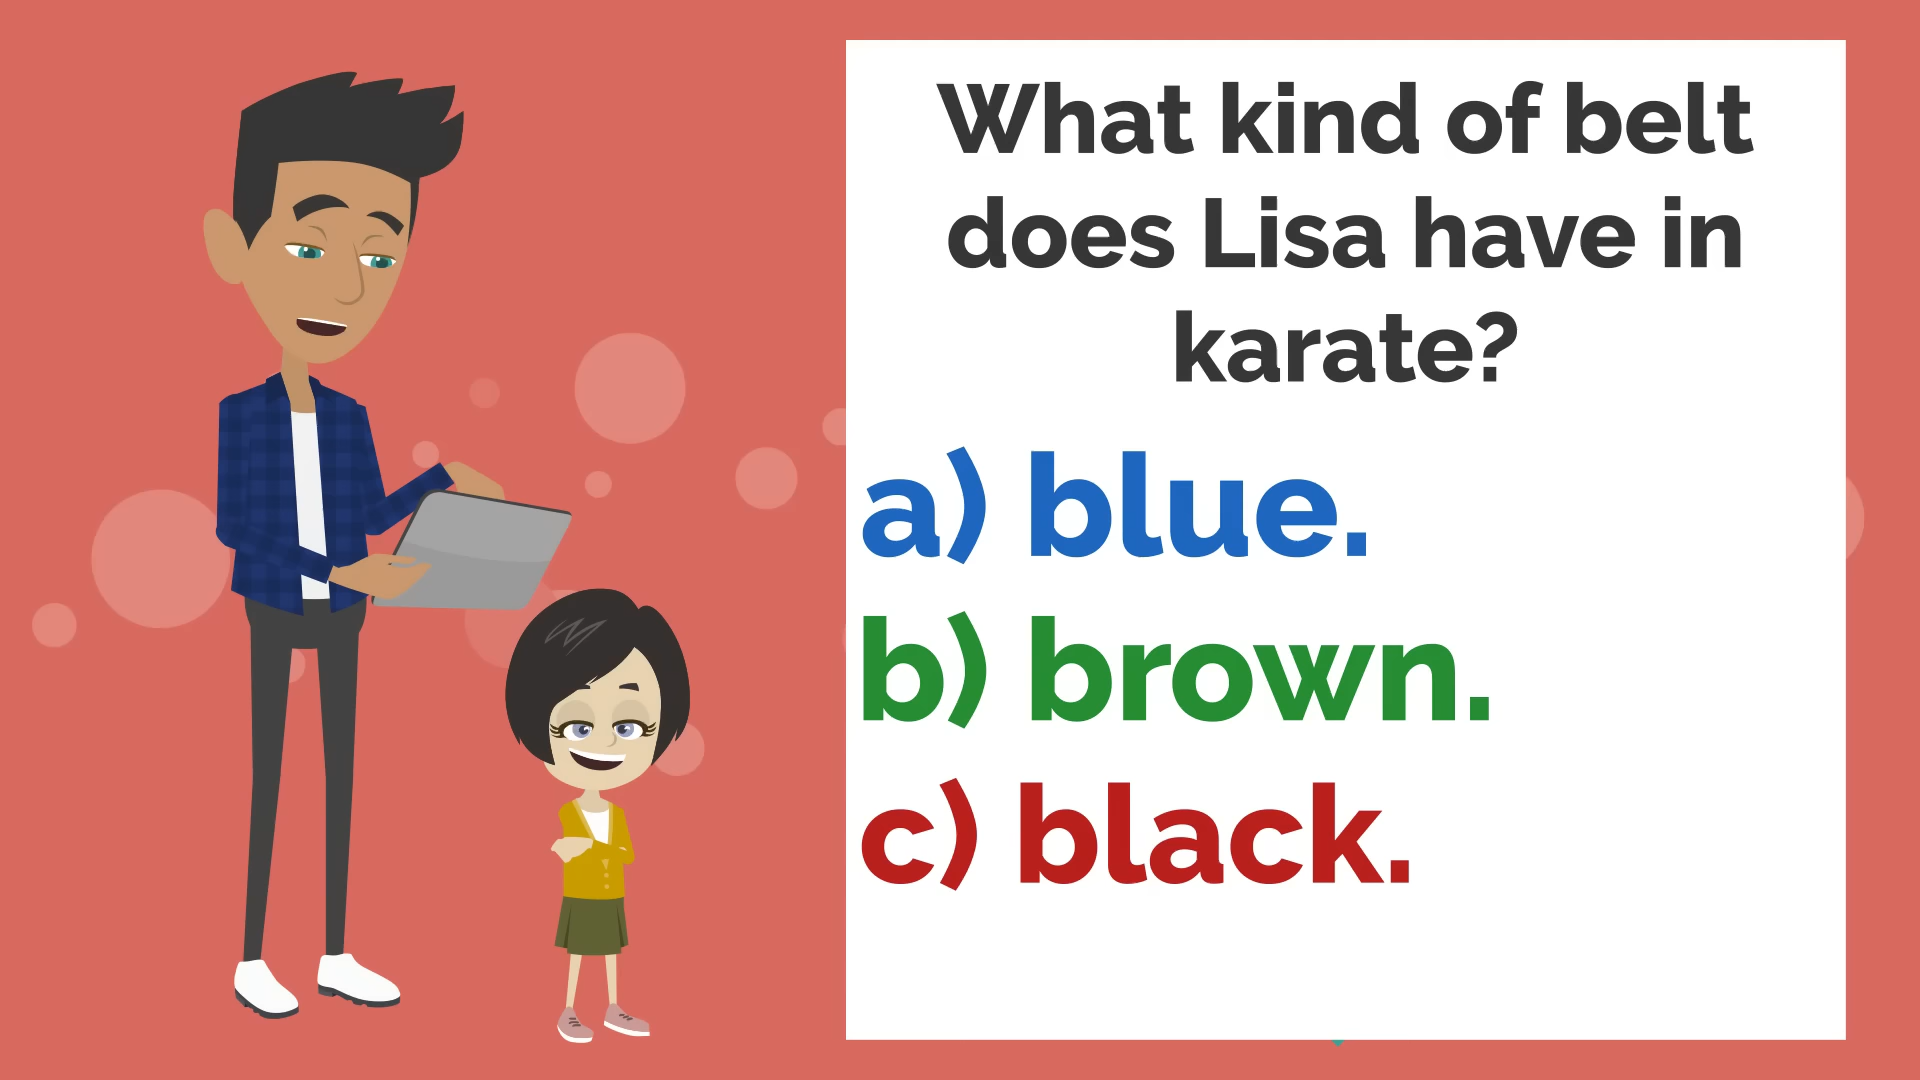 What kind of belt
does Lisa have in
karate?
a) blue.
b) brown.
c) black.